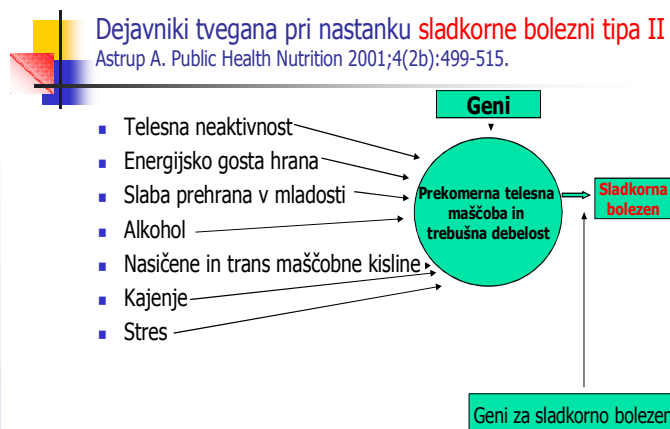 Dejavniki tvegana pri nastanku sladkorne bolezni tipa II
Astrup A. Public Health Nutrition 2001;4(2b):499-515.
Geni
Telesna neaktivnost
Energijsko gosta hrana
Slaba prehrana v mladosti
Alkohol
Nasičene in trans maščobne kisline
Kajenje
Stres
Prekomerna telesna
maščoba in
trebušna debelost
Sladkorna
bolezen
Geni za sladkorno bolezen